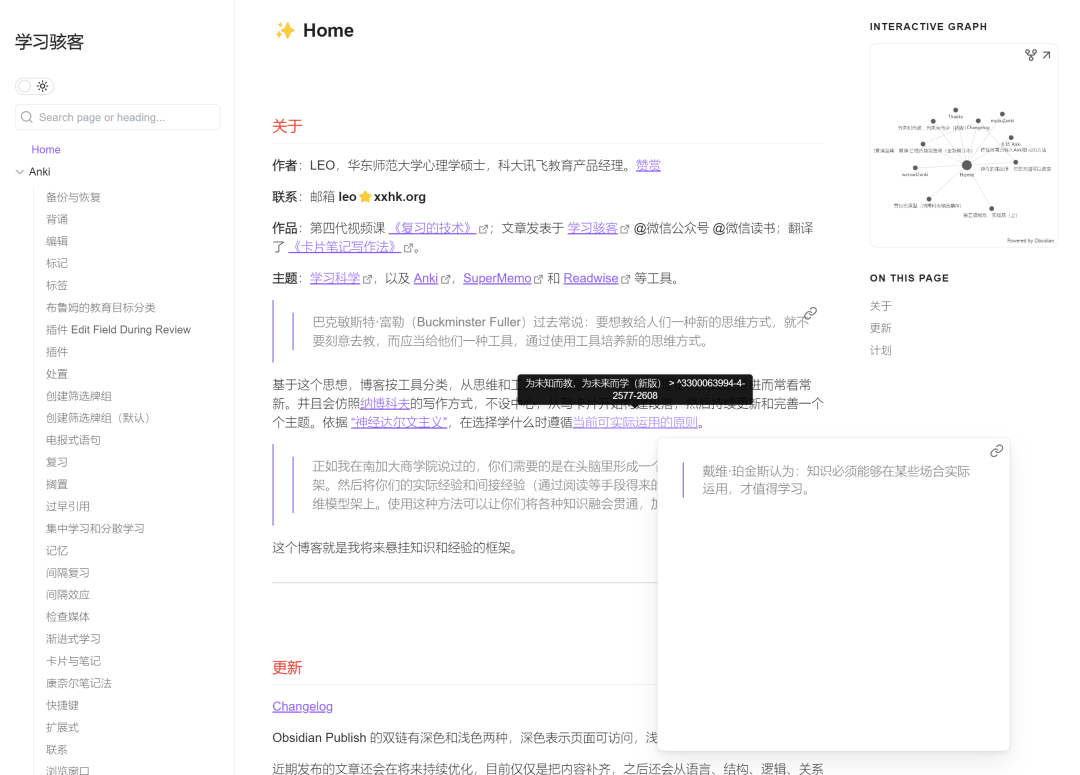 学习骇客
Search page or heading...
Home
Anki
备份与恢复
背诵
编辑
标记
标签
布鲁姆的教育目标分类
插件 Edit Field During Review
插件
处置
创建筛选牌组
创建筛选牌组（默认）
电报式语句
复习
搁置
过早引用
集中学习和分散学习
记忆
间隔复习
间隔效应
检查媒体
渐进式学习
卡片与笔记
康奈尔笔记法
快捷键
扩展式
联系
浏览窗口
✨ Home
关于
作者：LEO，华东师范大学心理学硕士，科大讯飞教育产品经理。赞赏
联系：邮箱 leo⭐xxhk.org
作品：第四代视频课 《复习的技术》；文章发表于 学习骇客 @微信公众号 @微信读书；翻译
了 《卡片笔记写作法》。
主题：学习科学，以及 Anki，SuperMemo 和 Readwise 等工具。
巴克敏斯特·富勒（Buckminster Fuller）过去常说：要想教给人们一种新的思维方式，就不
要刻意去教，而应当给他们一种工具，通过使用工具培养新的思维方式。
基于这个思想，博客按工具分类，从思维和工
进而常看常
为未知而教，为未来而学（新版） > ^3300063994-4-
2577-2608
新。并且会仿照纳博科夫的写作方式，不设中心，从写卡片开始构建段落，然后持续更新和完善一个
个主题。依据 “神经达尔文主义”，在选择学什么时遵循当前可实际运用的原则。
正如我在南加大商学院说过的，你们需要的是在头脑里形成一个
架。然后将你们的实际经验和间接经验（通过阅读等手段得来的
维模型架上。使用这种方法可以让你们将各种知识融会贯通，加
戴维·珀金斯认为：知识必须能够在某些场合实际
运用，才值得学习。
这个博客就是我将来悬挂知识和经验的框架。
更新
Changelog
Obsidian Publish 的双链有深色和浅色两种，深色表示页面可访问，浅
近期发布的文章还会在将来持续优化，目前仅仅是把内容补齐，之后还会从语言、结构、逻辑、关系
INTERACTIVE GRAPH
Thanks
Changelog
mubu2anki
weread2anki
Home
Powered by Obsidian
ON THIS PAGE
关于
更新
计划